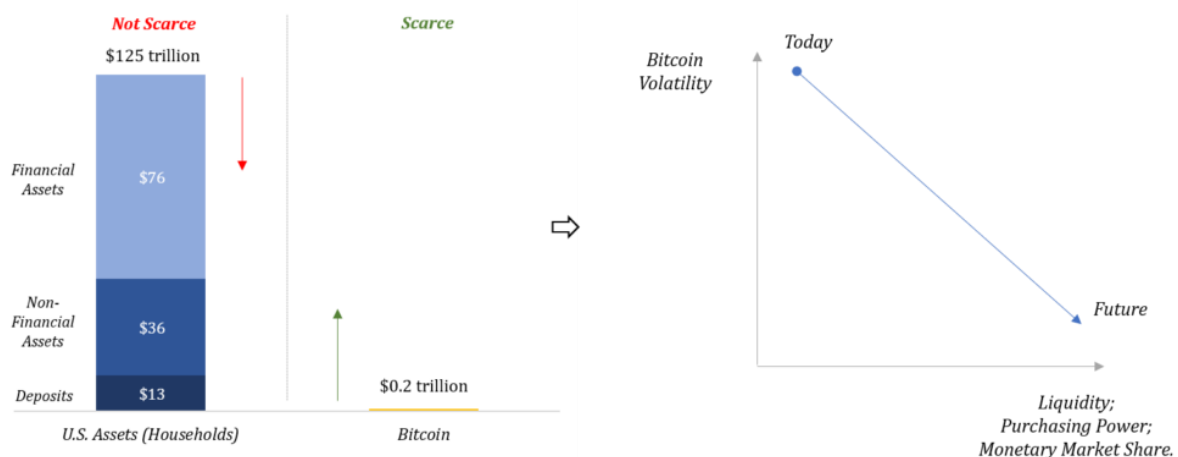 Not Scarce
Scarce
$125 trillion
Financial
Assets
$76
Non-
Financial
Assets
$36
Deposits
$13
$0.2 trillion
U.S. Assets (Households)
Bitcoin
Bitcoin
Volatility
Today
Future
Liquidity;
Purchasing Power;
Monetary Market Share.